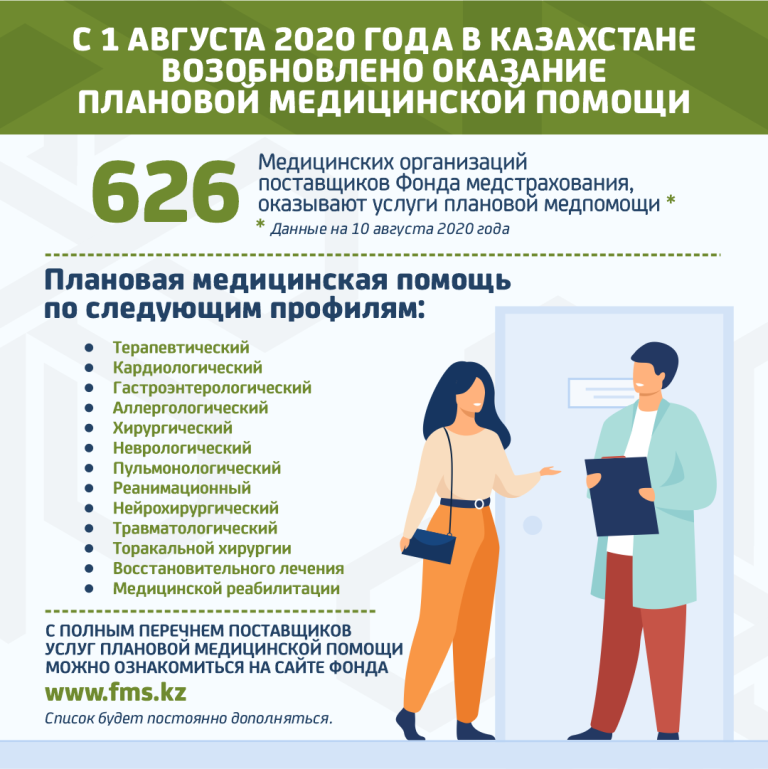 С 1 АВГУСТА 2020 ГОДА В КАЗАХСТАНЕ
ВОЗОБНОВЛЕНО ОКАЗАНИЕ
ПЛАНОВОЙ МЕДИЦИНСКОЙ ПОМОЩИ
626
Медицинских организаций
поставщиков Фонда медстрахования,
оказывают услуги плановой медпомощи *
* Данные на 10 августа 2020 года
Плановая медицинская помощь
по следующим профилям:
• Терапевтический
• Кардиологический
• Гастроэнтерологический
• Аллергологический
• Хирургический
• Неврологический
• Пульмонологический
• Реанимационный
• Нейрохирургический
• Травматологический
• Торакальной хирургии
• Восстановительного лечения
• Медицинской реабилитации
С ПОЛНЫМ ПЕРЕЧНЕМ ПОСТАВЩИКОВ
УСЛУГ ПЛАНОВОЙ МЕДИЦИНСКОЙ ПОМОЩИ
МОЖНО ОЗНАКОМИТЬСЯ НА САЙТЕ ФОНДА
www.fms.kz
Список будет постоянно дополняться.